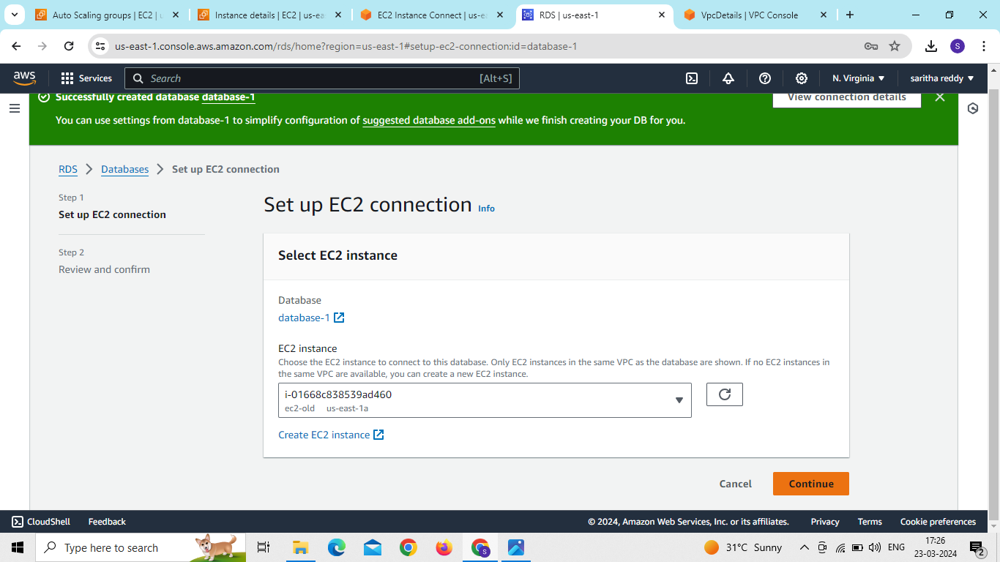 Auto Scaling groups | EC2 | u
Instance details | EC2 | us-ea
EC2 Instance Connect | us-e
RDS | us-east-1
VpcDetails | VPC Console
us-east-1.console.aws.amazon.com/rds/home?region=us-east-1#setup-ec2-connection:id=database-1
S
aws
Services
Search
[Alt+S]
N. Virginia
saritha reddy
Successfully created database database-1
View connection details
You can use settings from database-1 to simplify configuration of suggested database add-ons while we finish creating your DB for you.
RDS
Databases
Set up EC2 connection
Step 1
Set up EC2 connection
Step 2
Review and confirm
Set up EC2 connection Info
Select EC2 instance
Database
database-1
EC2 instance
Choose the EC2 instance to connect to this database. Only EC2 instances in the same VPC as the database are shown. If no EC2 instances in
the same VPC are available, you can create a new EC2 instance.
i-01668c838539ad460
ec2-old us-east-1a
Create EC2 instance
Cancel
Continue
CloudShell
Feedback
© 2024, Amazon Web Services, Inc. or its affiliates.
Privacy
Terms
Cookie preferences
Type here to search
S
31°C Sunny
ENG
17:26
23-03-2024
2